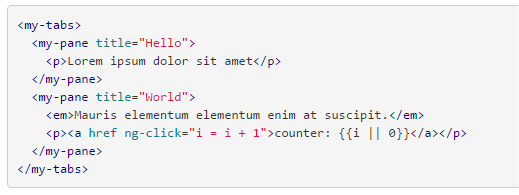 <my-tabs>
  <my-pane title="Hello">
    <p>Lorem ipsum dolor sit amet</p>
  </my-pane>
  <my-pane title="World">
    <em>Mauris elementum elementum enim at suscipit.</em>
    <p><a href ng-click="i = i + 1">counter: {{i || 0}}</a></p>
  </my-pane>
</my-tabs>